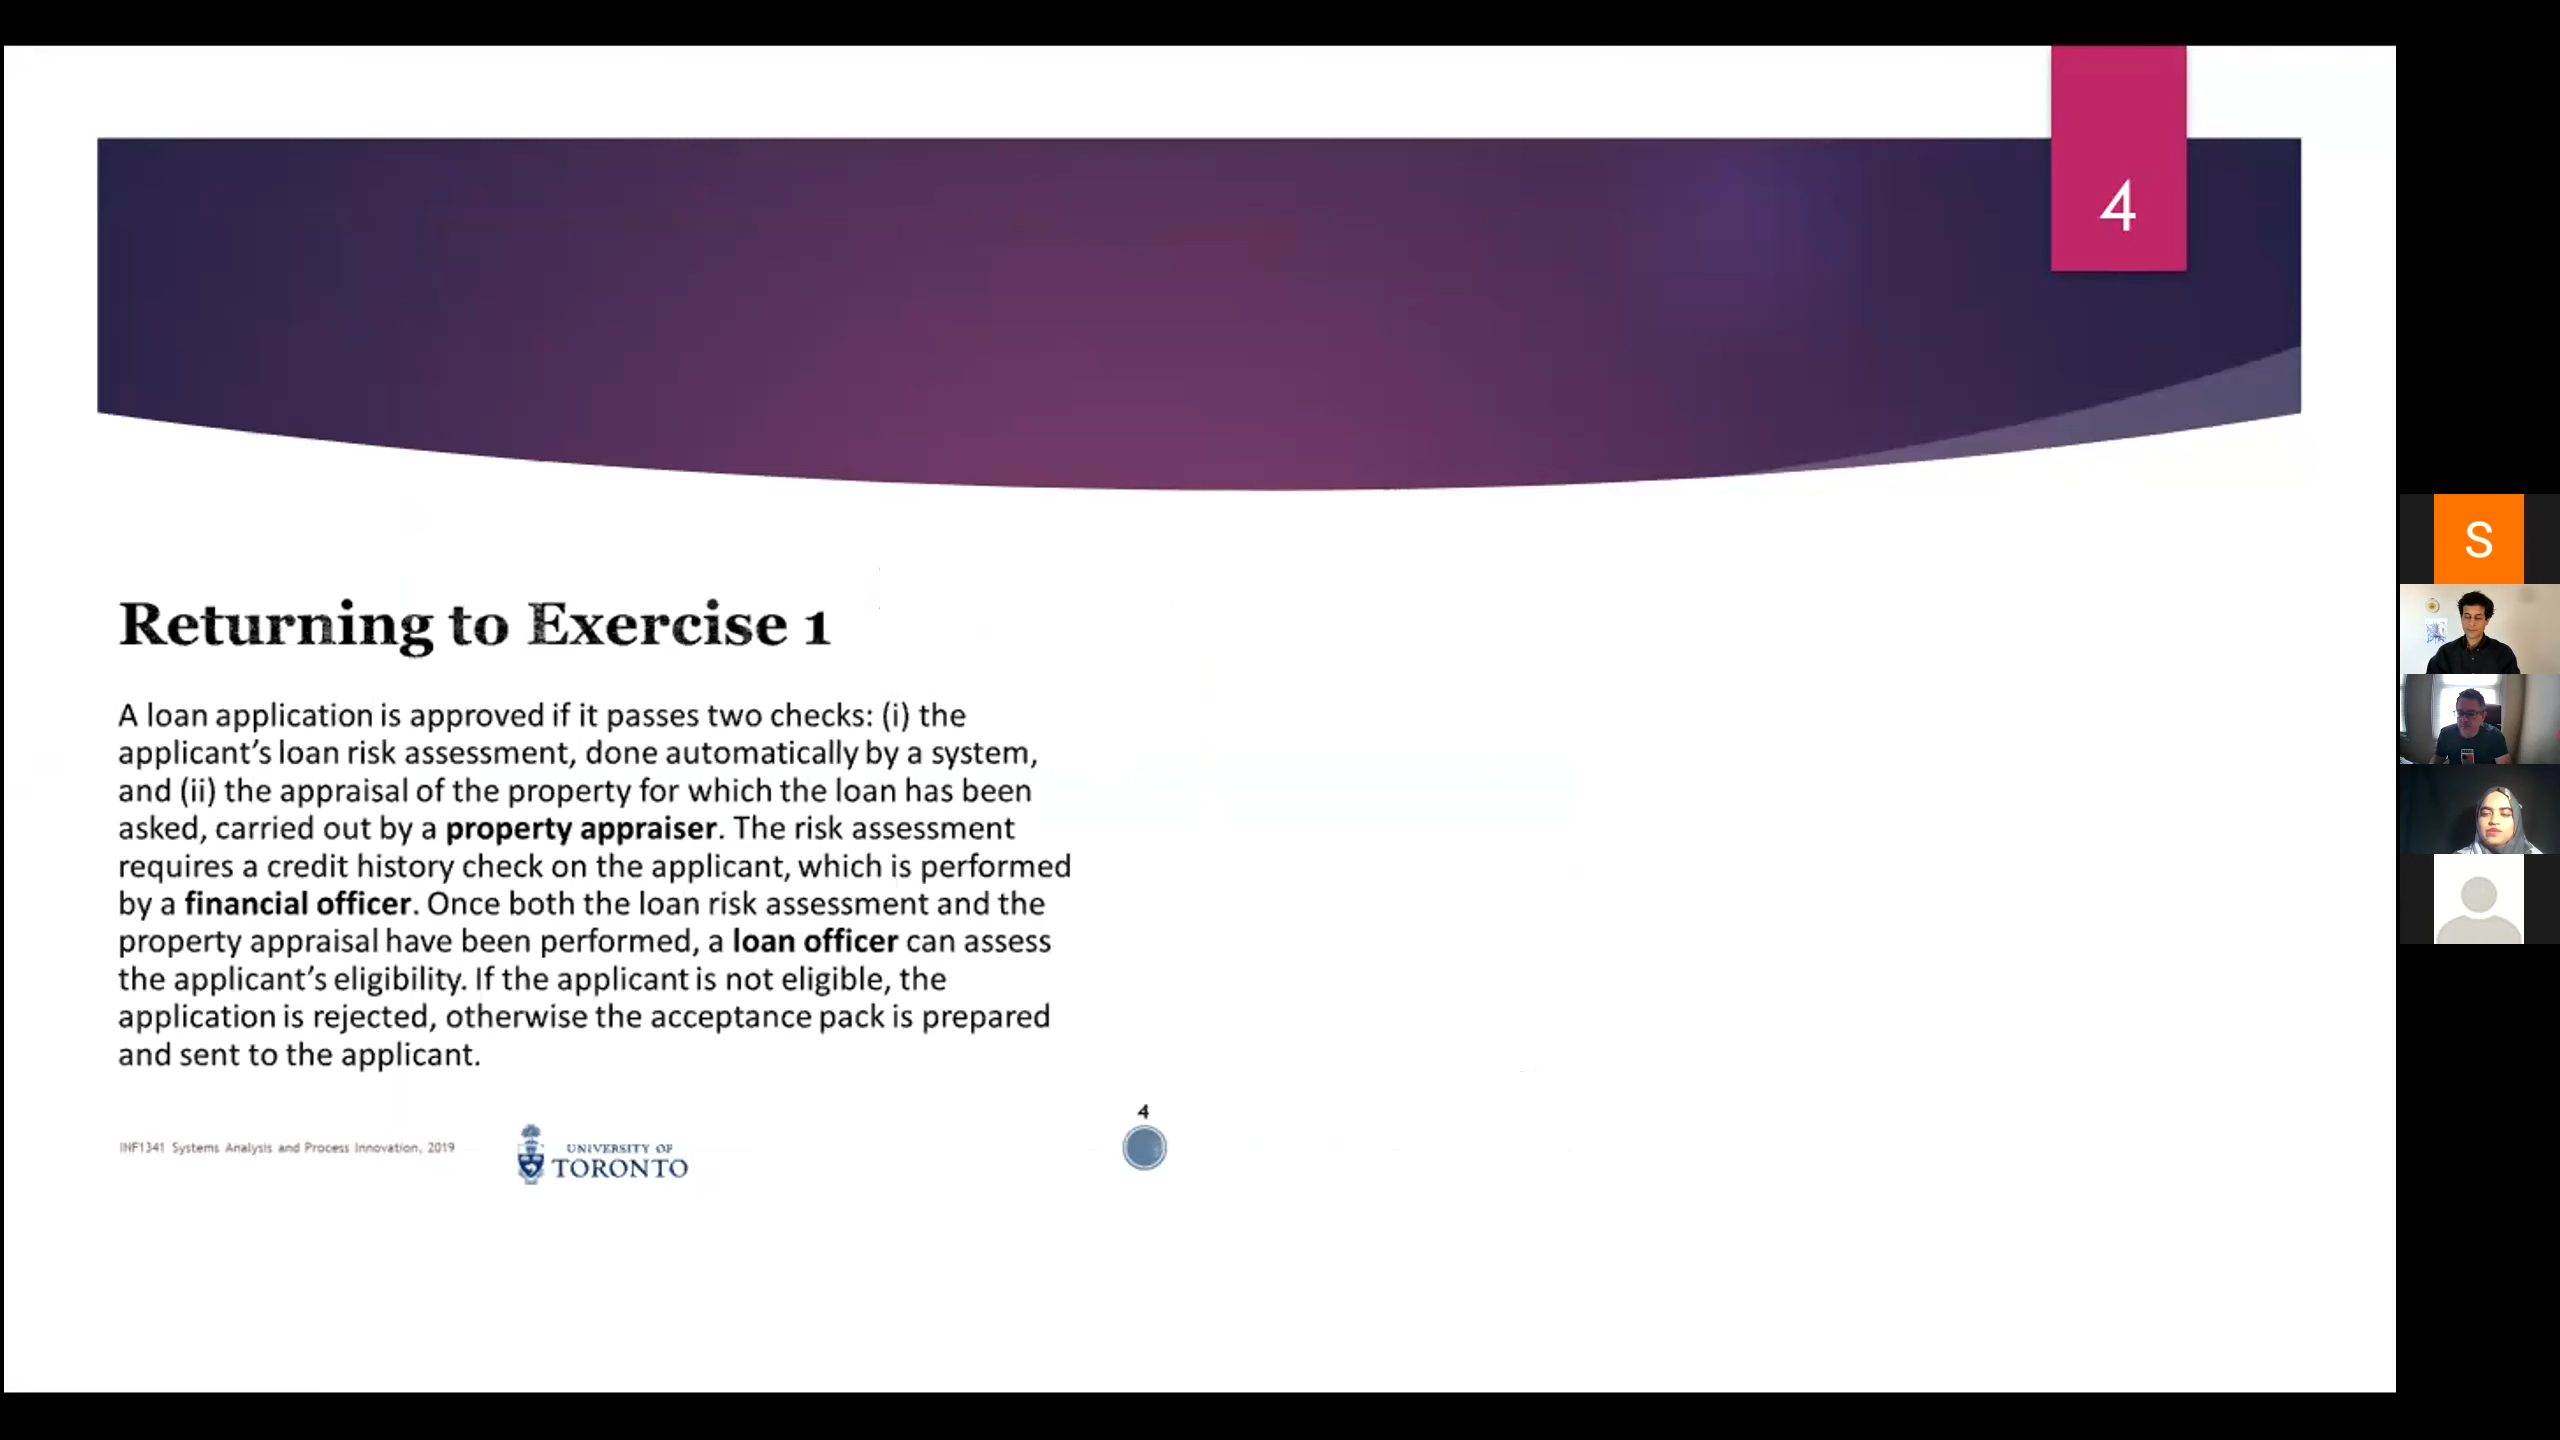 4
Returning to Exercise 1
A loan application is approved if it passes two checks: (i) the
applicant's loan risk assessment, done automatically by a system,
and (ii) the appraisal of the property for which the loan has been
asked, carried out by a property appraiser. The risk assessment
requires a credit history check on the applicant, which is performed
by a financial officer. Once both the loan risk assessment and the
property appraisal have been performed, a loan officer can assess
the applicant's eligibility. If the applicant is not eligible, the
application is rejected, otherwise the acceptance pack is prepared
and sent to the applicant.
4
INF1341 Systems Analysis and Process Innovation, 2019
UNIVERSITY OF
TORONTO
S